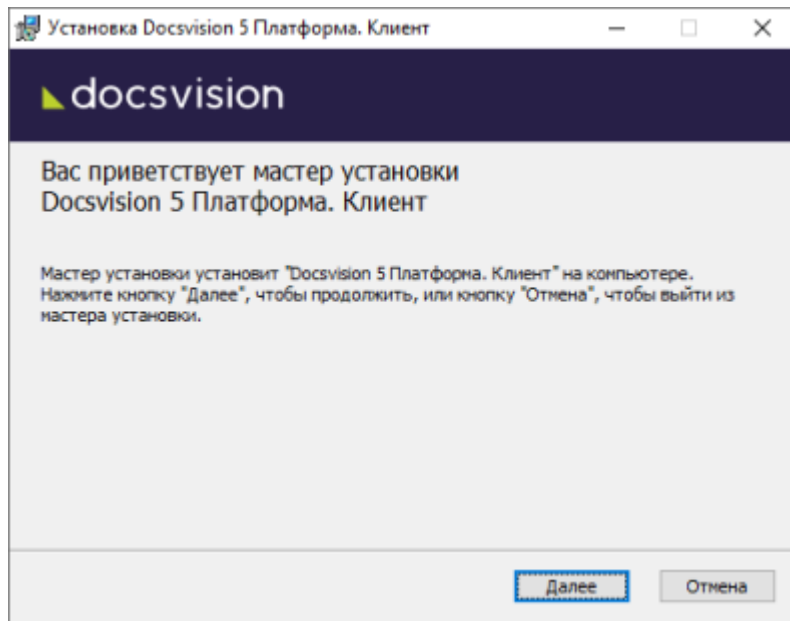 Установка Docsvision 5 Платформа. Клиент
docsvision
Вас приветствует мастер установки
Docsvision 5 Платформа. Клиент
Мастер установки установит "Docsvision 5 Платформа. Клиент" на компьютере.
Нажмите кнопку "Далее", чтобы продолжить, или кнопку "Отмена", чтобы выйти из
мастера установки.
Далее
Отмена